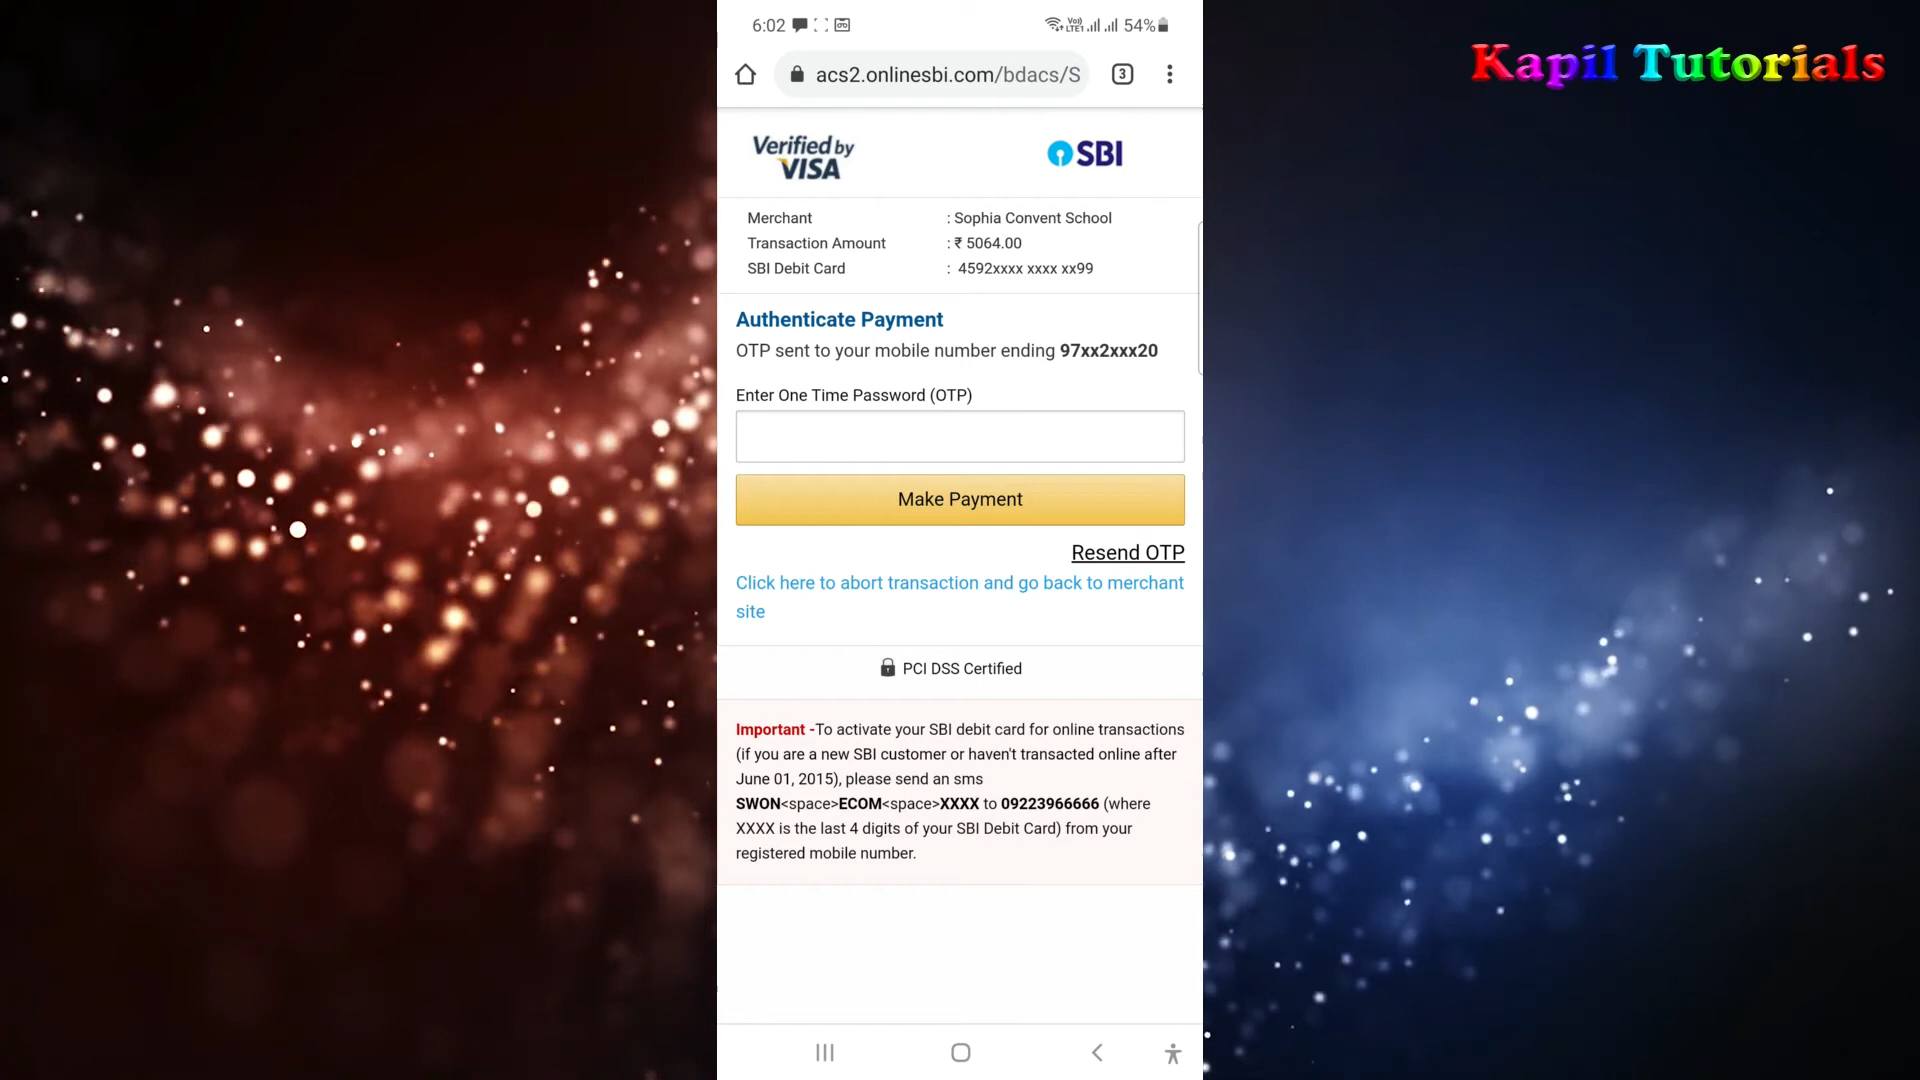 6:02 54%
Kapil Tutorials
acs2.onlinesbi.com/bdacs/S 3
Verified by
VISA
SBI
Merchant : Sophia Convent School
Transaction Amount : ₹ 5064.00
SBI Debit Card : 4592xxxx xxxx xx99
Authenticate Payment
OTP sent to your mobile number ending 97xx2xxx20
Enter One Time Password (OTP)
Make Payment
Resend OTP
Click here to abort transaction and go back to merchant
site
PCI DSS Certified
Important -To activate your SBI debit card for online transactions
(if you are a new SBI customer or haven't transacted online after
June 01, 2015), please send an sms
SWON<space>ECOM<space>XXXX to 09223966666 (where
XXXX is the last 4 digits of your SBI Debit Card) from your
registered mobile number.